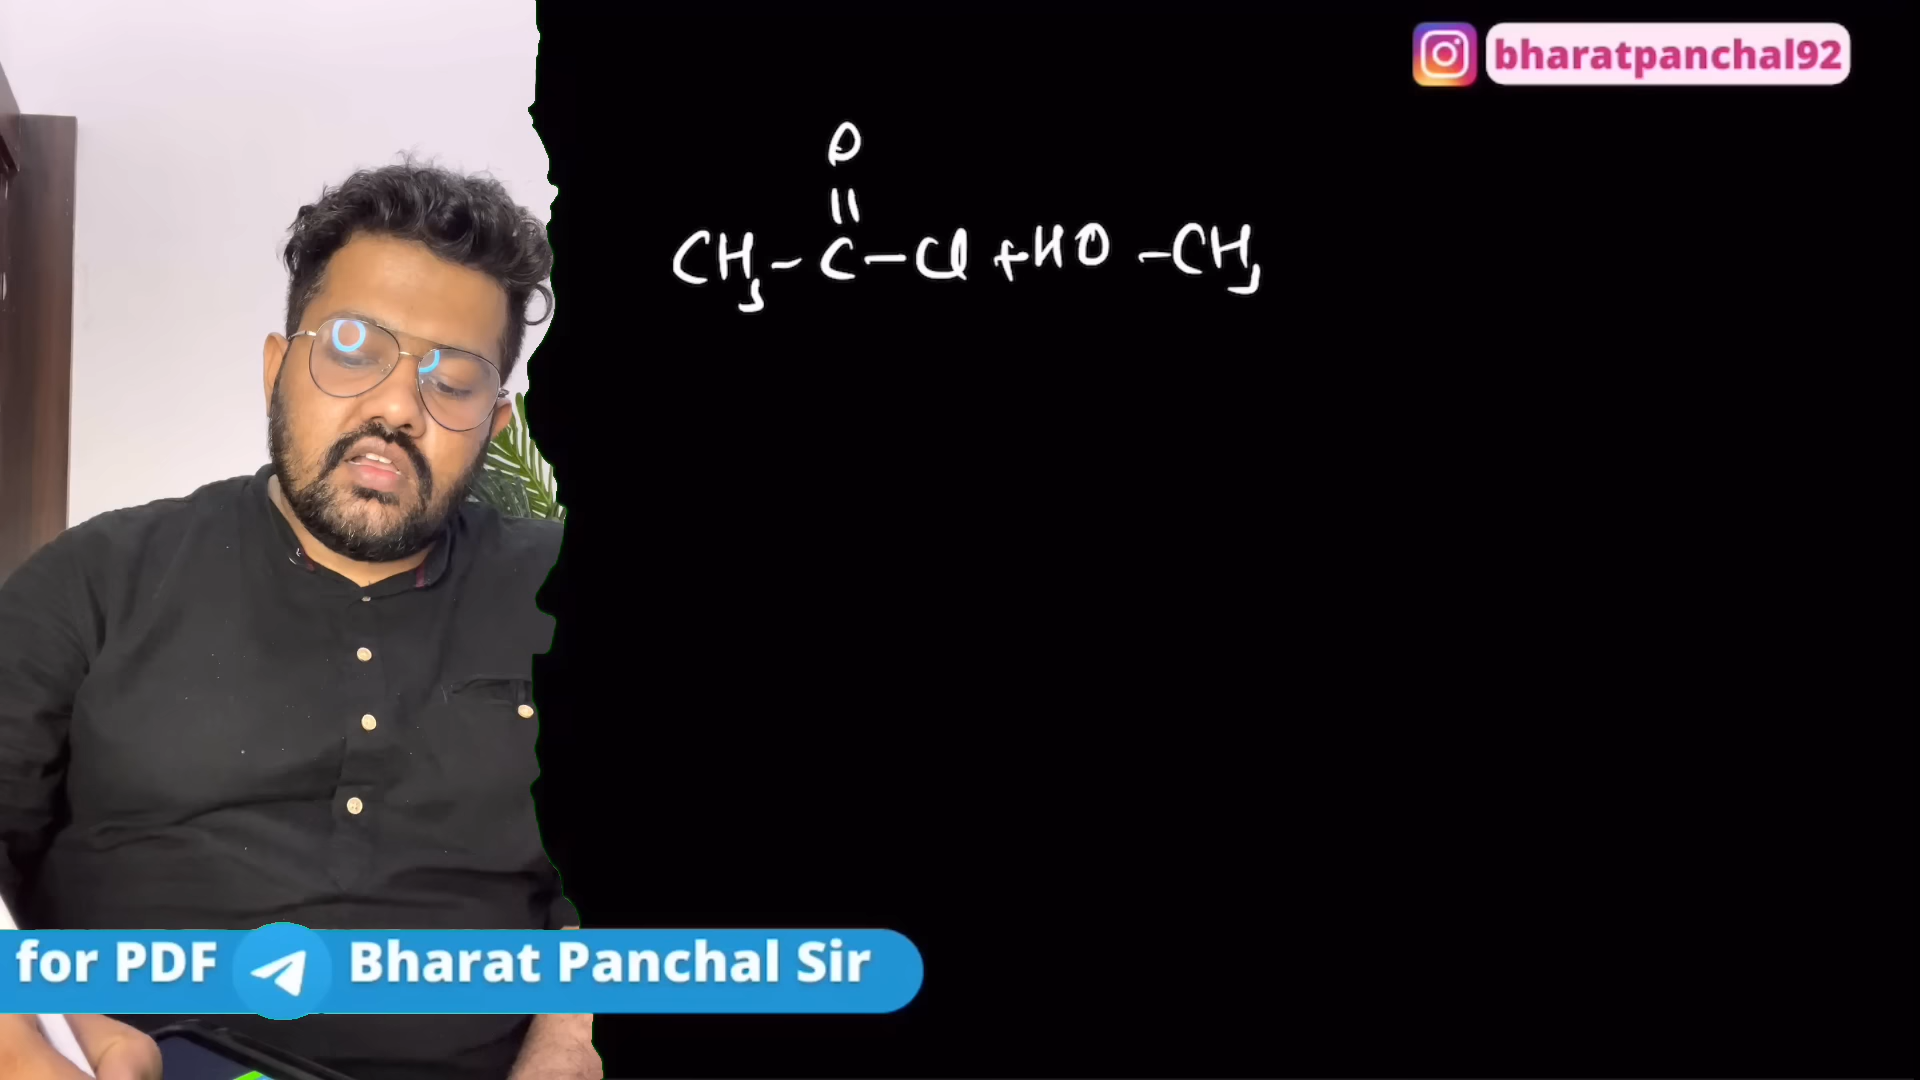 bharatpanchal92
O
||
CH₃ - C - Cl + HO - CH₃
for PDF Bharat Panchal Sir